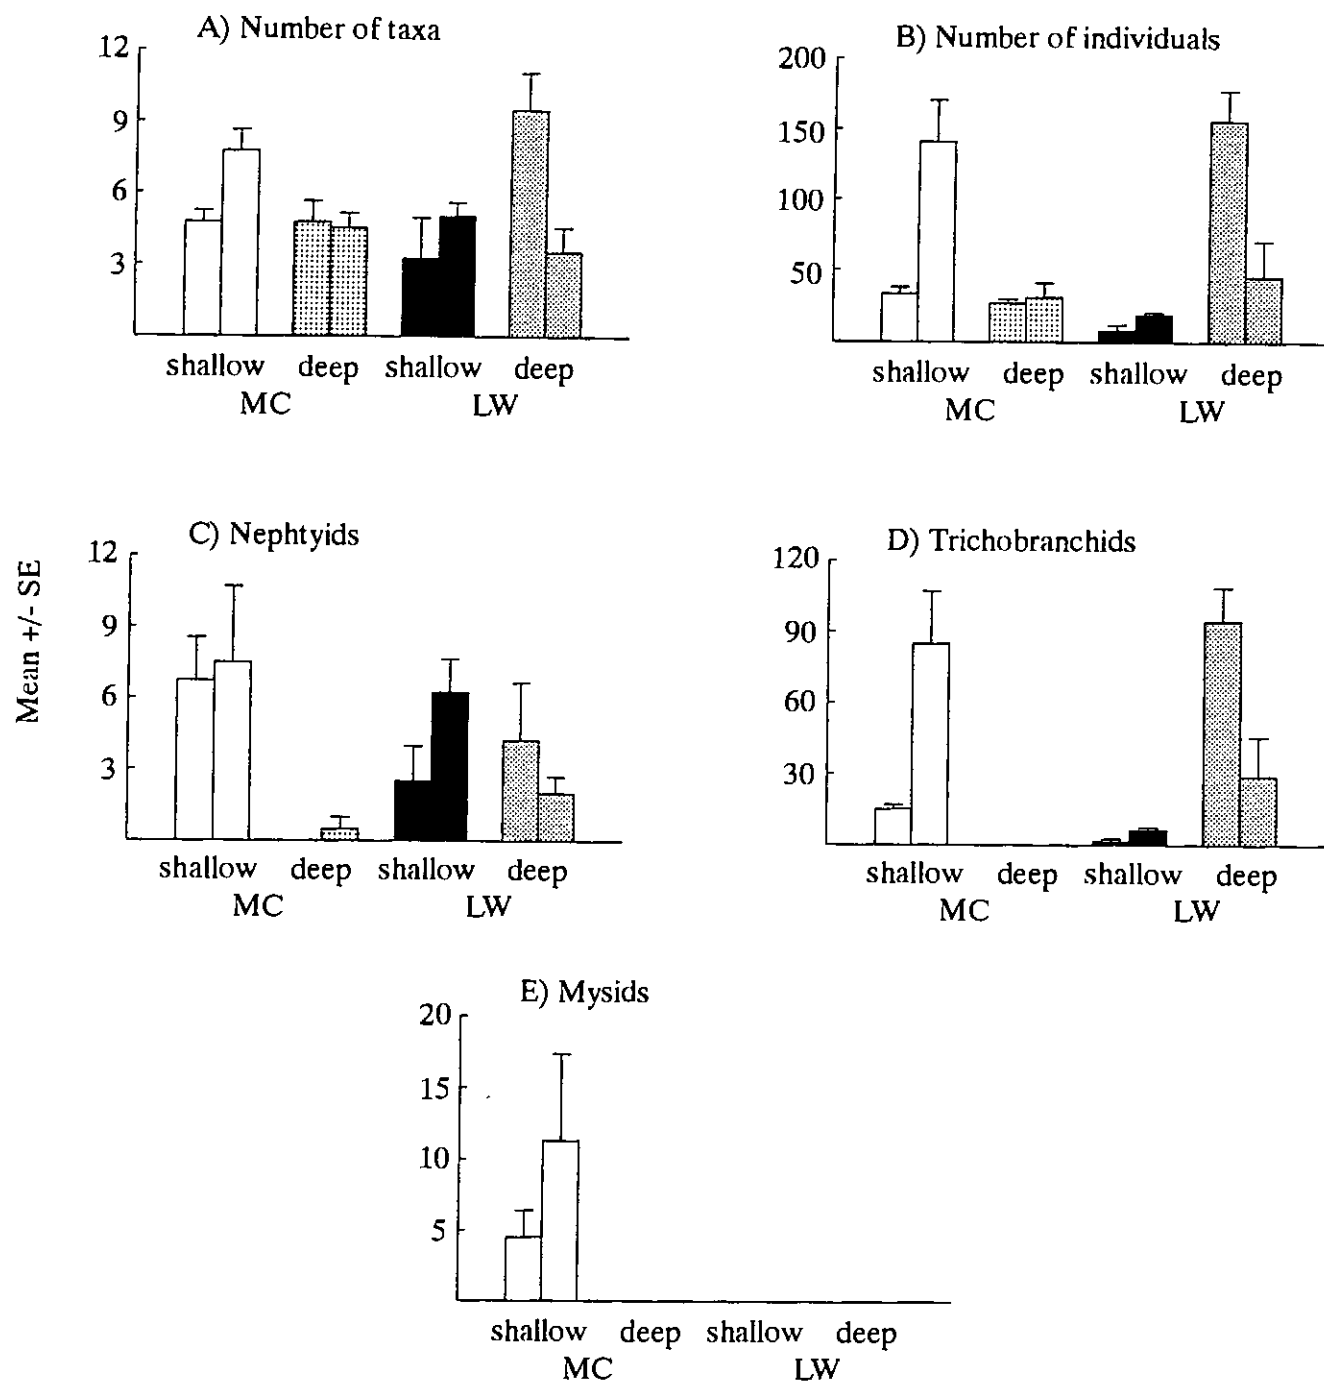 A) Number of taxa
12
9
6
3
shallow deep shallow deep
MC LW
B) Number of individuals
200
150
100
50
shallow deep shallow deep
MC LW
Mean +/- SE
C) Nephtyids
12
9
6
3
shallow deep shallow deep
MC LW
D) Trichobranchids
120
90
60
30
shallow deep shallow deep
MC LW
E) Mysids
20
15
10
5
shallow deep shallow deep
MC LW